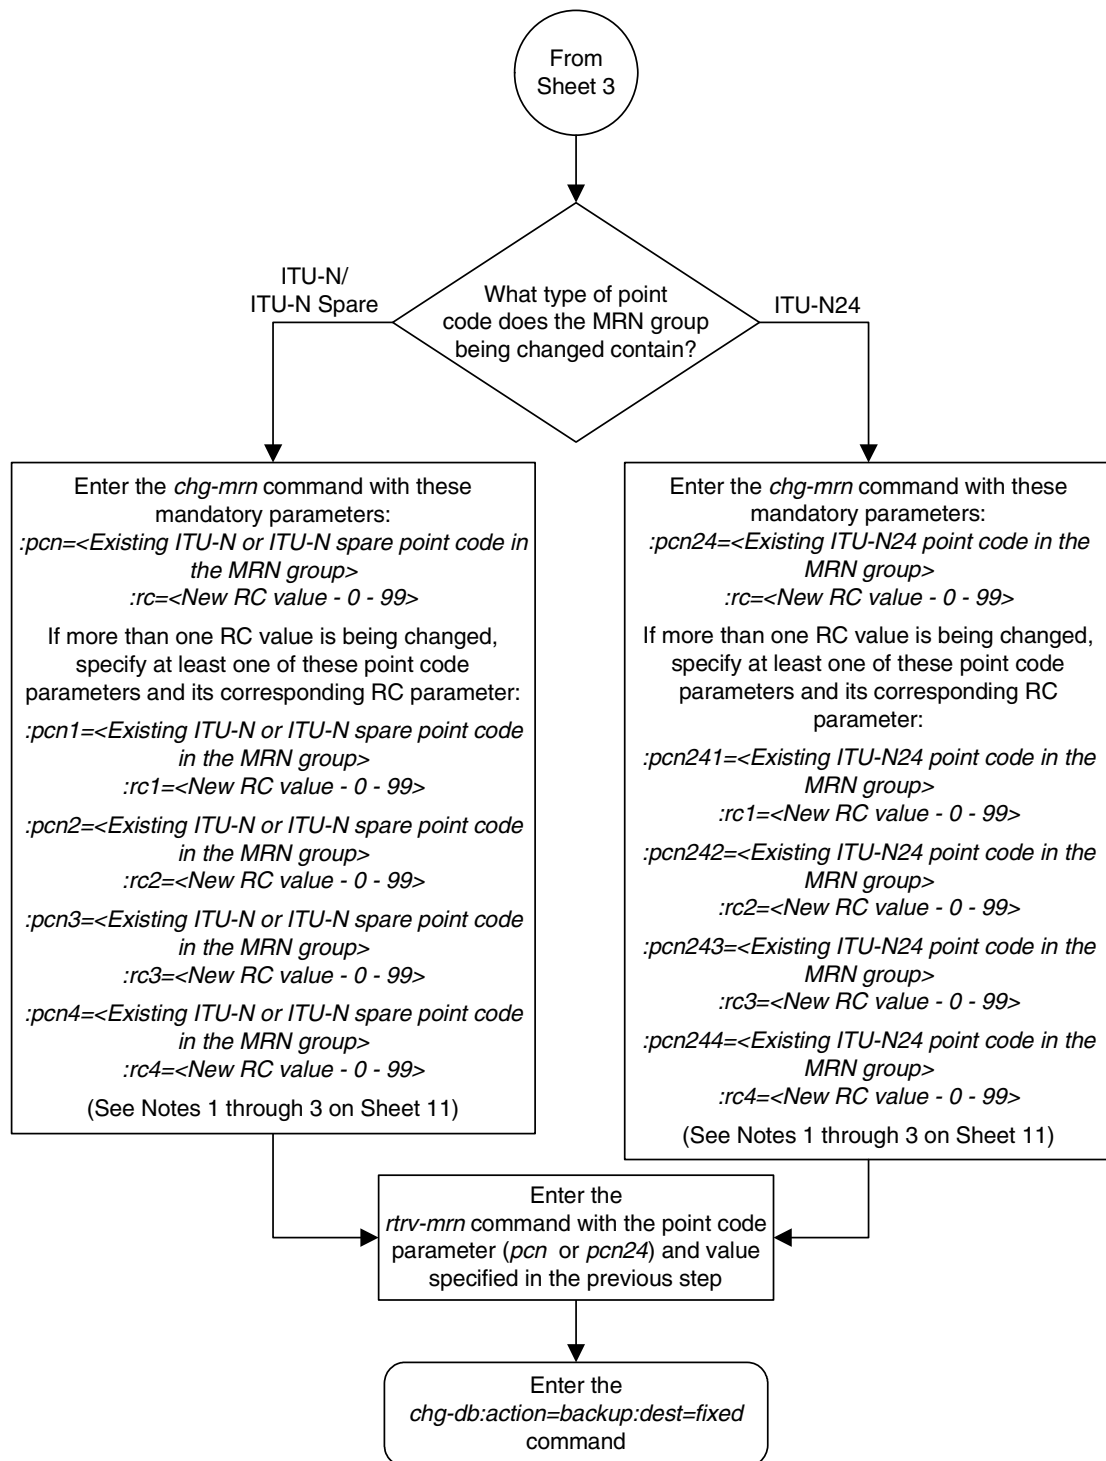 From
Sheet 3
What type of point
code does the MRN group
being changed contain?
ITU-N/
ITU-N Spare
ITU-N24
Enter the chg-mrn command with these
mandatory parameters:
:pcn=<Existing ITU-N or ITU-N spare point code in
the MRN group>
:rc=<New RC value - 0 - 99>
If more than one RC value is being changed,
specify at least one of these point code
parameters and its corresponding RC parameter:
:pcn1=<Existing ITU-N or ITU-N spare point code
in the MRN group>
:rc1=<New RC value - 0 - 99>
:pcn2=<Existing ITU-N or ITU-N spare point code
in the MRN group>
:rc2=<New RC value - 0 - 99>
:pcn3=<Existing ITU-N or ITU-N spare point code
in the MRN group>
:rc3=<New RC value - 0 - 99>
:pcn4=<Existing ITU-N or ITU-N spare point code
in the MRN group>
:rc4=<New RC value - 0 - 99>
(See Notes 1 through 3 on Sheet 11)
Enter the chg-mrn command with these
mandatory parameters:
:pcn24=<Existing ITU-N24 point code in the
MRN group>
:rc=<New RC value - 0 - 99>
If more than one RC value is being changed,
specify at least one of these point code
parameters and its corresponding RC
parameter:
:pcn241=<Existing ITU-N24 point code in the
MRN group>
:rc1=<New RC value - 0 - 99>
:pcn242=<Existing ITU-N24 point code in the
MRN group>
:rc2=<New RC value - 0 - 99>
:pcn243=<Existing ITU-N24 point code in the
MRN group>
:rc3=<New RC value - 0 - 99>
:pcn244=<Existing ITU-N24 point code in the
MRN group>
:rc4=<New RC value - 0 - 99>
(See Notes 1 through 3 on Sheet 11)
Enter the
rtrv-mrn command with the point code
parameter (pcn or pcn24) and value
specified in the previous step
Enter the
chg-db:action=backup:dest=fixed
command